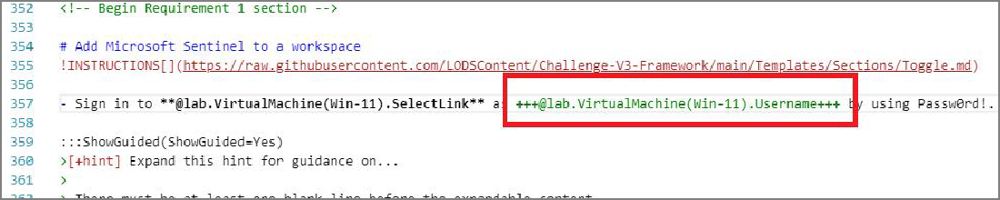 352 <!-- Begin Requirement 1 section -->
353
354 # Add Microsoft Sentinel to a workspace
355 !INSTRUCTIONS[](https://raw.githubusercontent.com/LODSContent/Challenge-V3-Framework/main/Templates/Sections/Toggle.md)
356
357 - Sign in to **@lab.VirtualMachine(Win-11).SelectLink** as +++@lab.VirtualMachine(Win-11).Username+++ by using Passw0rd!.
358
359 :::ShowGuided(ShowGuided=Yes)
360 >[+hint] Expand this hint for guidance on...
361 >
362 > There must be at least one blank line before the expandable content